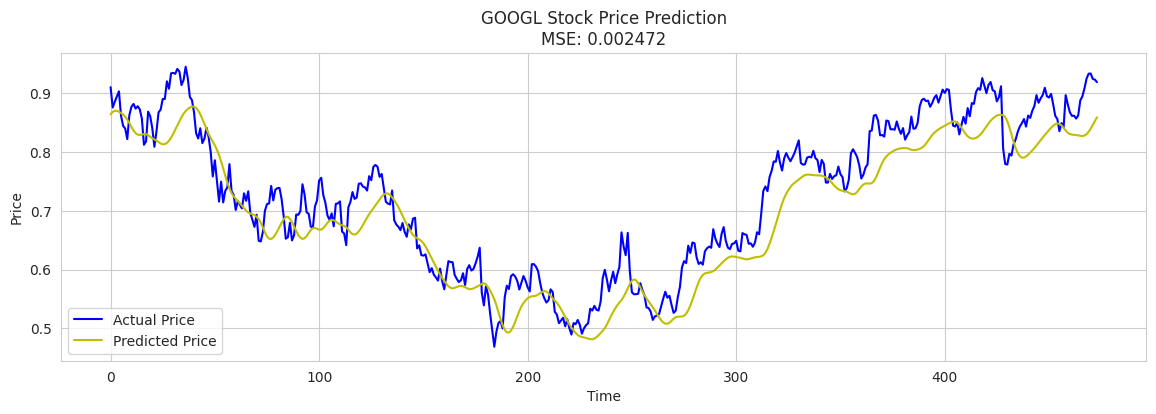 GOOGL Stock Price Prediction
MSE: 0.002472
Price
0.9
0.8
0.7
0.6
0.5
Actual Price
Predicted Price
0 100 200 300 400
Time